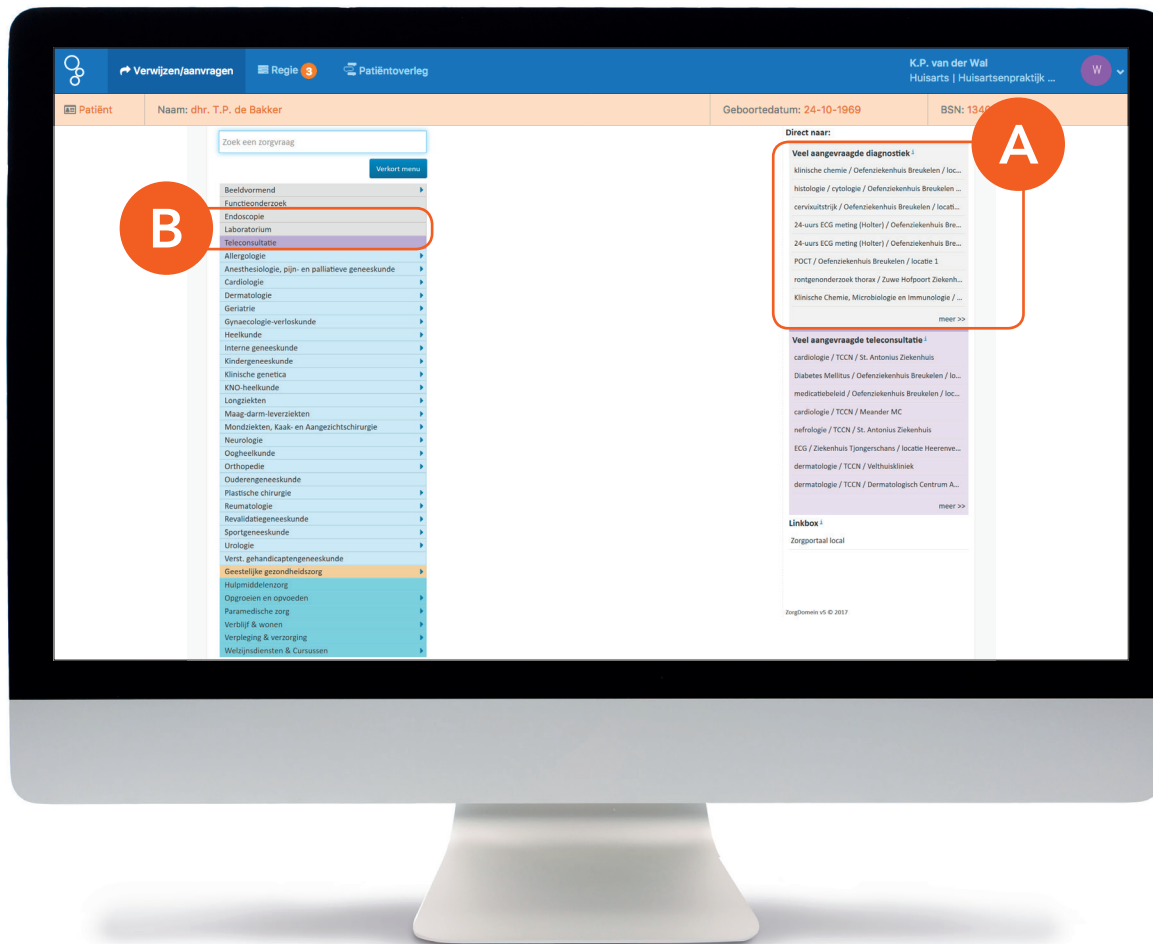 Verwijzen/aanvragen Regie 3 Patiëntoverleg
K.P. van der Wal
Huisarts | Huisartsenpraktijk ... W
Patiënt Naam: dhr. T.P. de Bakker Geboortedatum: 24-10-1969 BSN:
A
B
Zoek een zorgvraag
Verkort menu
Beeldvormend
Functieonderzoek
Endoscopie
Laboratorium
Teleconsultatie
Allergologie
Anesthesiologie, pijn- en palliatieve geneeskunde
Cardiologie
Dermatologie
Geriatrie
Gynaecologie-verloskunde
Heelkunde
Interne geneeskunde
Kindergeneeskunde
Klinische genetica
KNO-heelkunde
Longziekten
Maag-darm-leverziekten
Mondziekten, Kaak- en Aangezichtschirurgie
Neurologie
Oogheelkunde
Orthopedie
Ouderengeneeskunde
Plastische chirurgie
Reumatologie
Revalidatiegeneeskunde
Sportgeneeskunde
Urologie
Verst. gehandicaptengeneeskunde
Geestelijke gezondheidszorg
Hulpmiddelenzorg
Opgroeien en opvoeden
Paramedische zorg
Verblijf & wonen
Verpleging & verzorging
Welzijnsdiensten & Cursussen
Direct naar:
Veel aangevraagde diagnostiek
klinische chemie / Oefenziekenhuis Breukelen / loc...
histologie / cytologie / Oefenziekenhuis Breukelen ...
cervixuitstrijk / Oefenziekenhuis Breukelen / locati...
24-uurs ECG meting (Holter) / Oefenziekenhuis Bre...
24-uurs ECG meting (Holter) / Oefenziekenhuis Bre...
POCT / Oefenziekenhuis Breukelen / locatie 1
rontgenonderzoek thorax / Zuwe Hofpoort Ziekenh...
Klinische Chemie, Microbiologie en Immunologie / ...
meer >>
Veel aangevraagde teleconsultatie
cardiologie / TCCN / St. Antonius Ziekenhuis
Diabetes Mellitus / Oefenziekenhuis Breukelen / lo...
medicatiebeleid / Oefenziekenhuis Breukelen / loc...
cardiologie / TCCN / Meander MC
nefrologie / TCCN / St. Antonius Ziekenhuis
ECG / Ziekenhuis Tjongerschans / locatie Heerenve...
dermatologie / TCCN / Velthuiskliniek
dermatologie / TCCN / Dermatologisch Centrum A...
meer >>
Linkbox
Zorgportaal local
ZorgDomein v5 © 2017